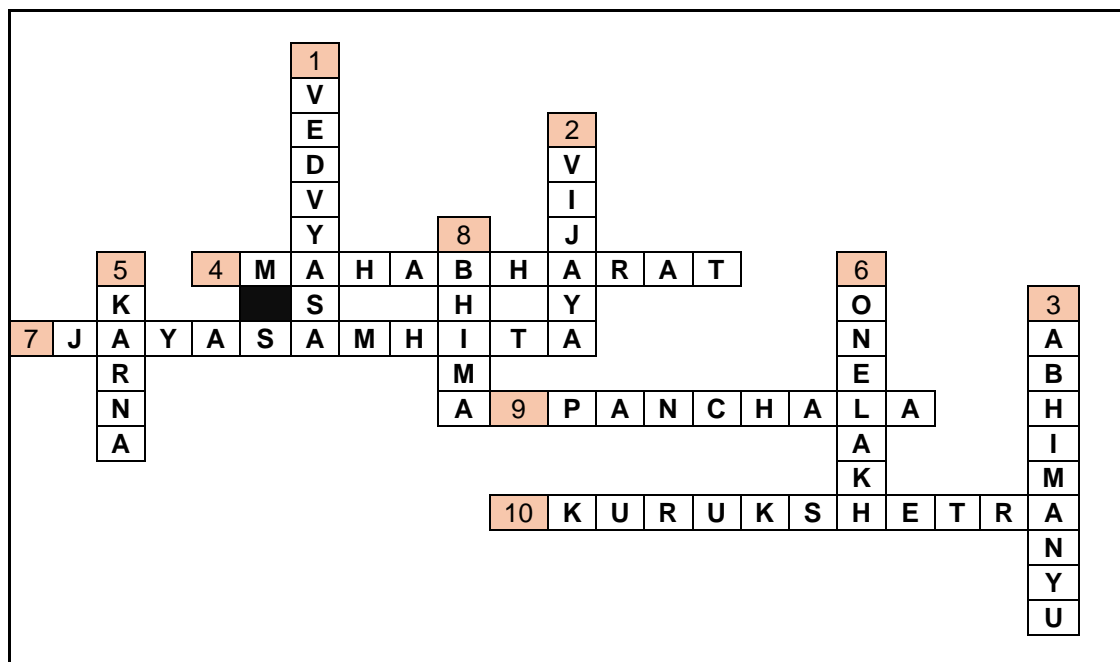 1
V
E 2
D V
V I
Y 8 J
5 4 M A H A B H A R A T 6
K S H Y O 3
7 J A Y A S A M H I T A N A
R M E B
N A 9 P A N C H A L A H
A A I
K M
10 K U R U K S H E T R A
N
Y
U